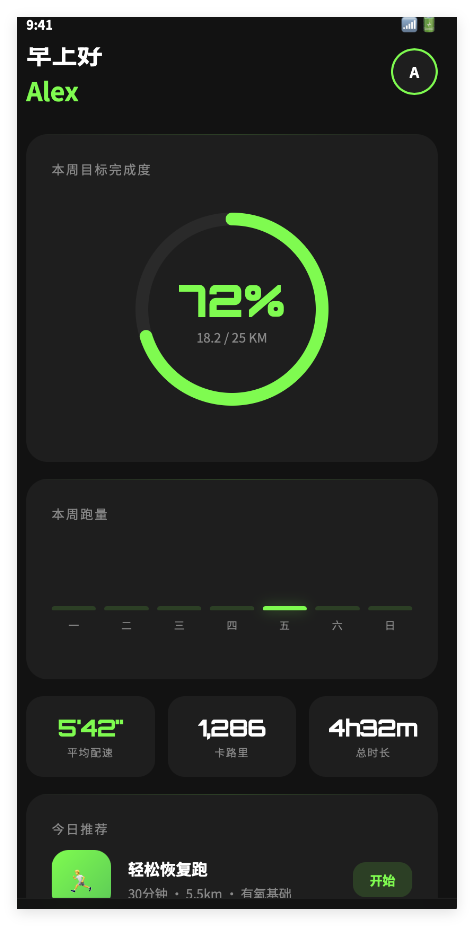 9:41
早上好
Alex
A
本周目标完成度
72%
18.2 / 25 KM
本周跑量
一 二 三 四 五 六 日
5'42" 1,286 4h32m
平均配速 卡路里 总时长
今日推荐
轻松恢复跑
30分钟 · 5.5km · 有氧基础
开始